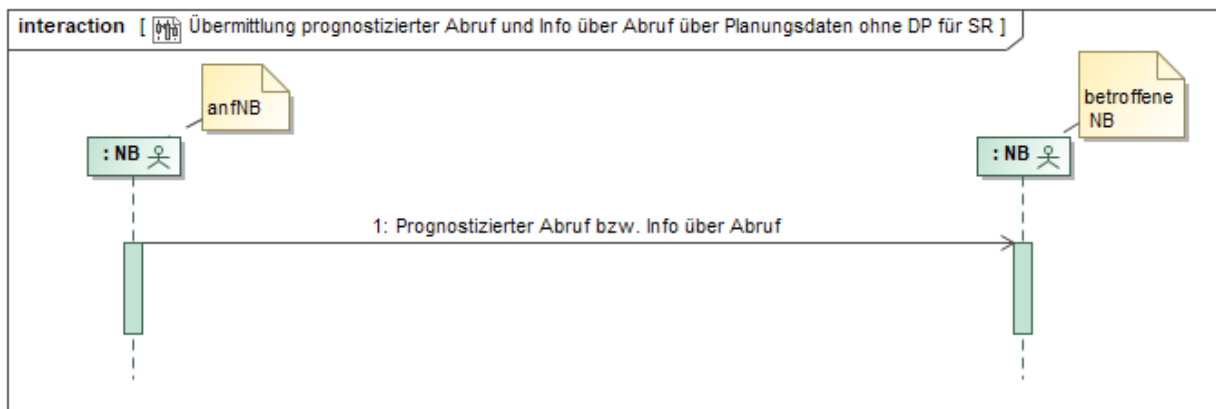 interaction [ Übermittlung prognostizierter Abruf und Info über Abruf über Planungsdaten ohne DP für SR ]
anfNB
betroffene
NB
: NB
: NB
1: Prognostizierter Abruf bzw. Info über Abruf